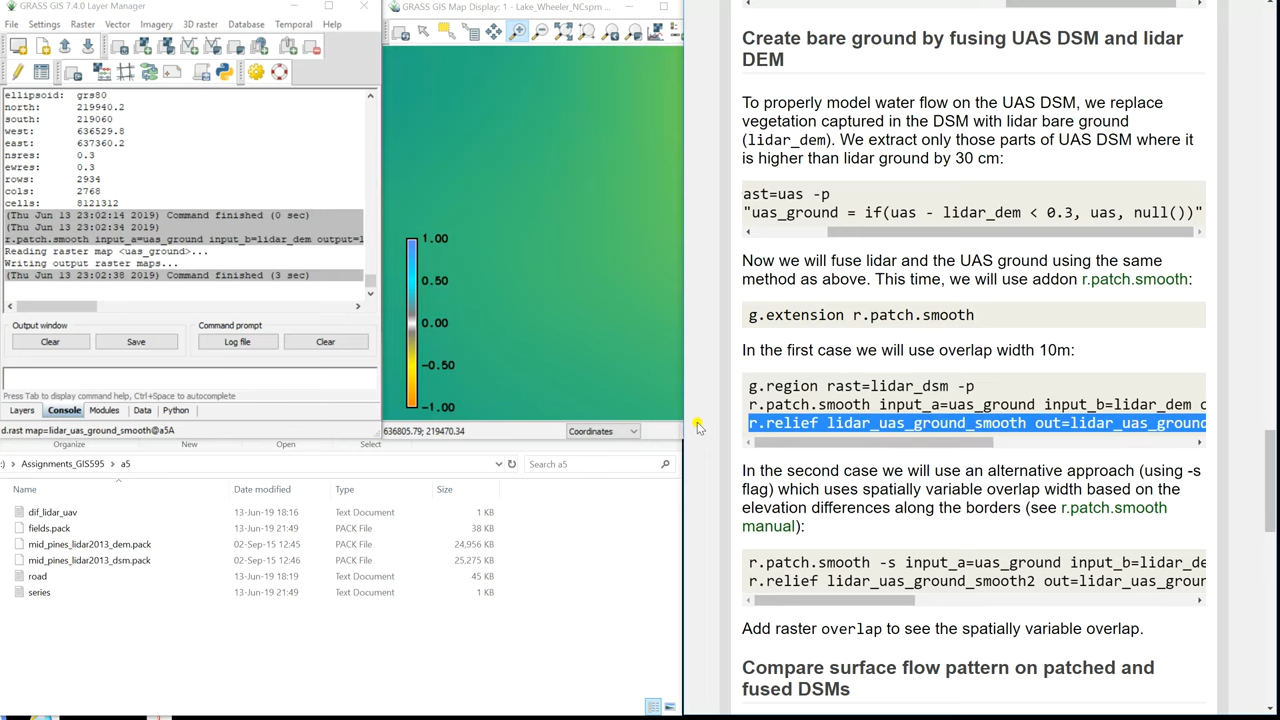 GRASS GIS 7.4.0 Layer Manager
File Settings Raster Vector Imagery 3D raster Database Temporal Help
ellipsoid: grs80
north: 219940.2
south: 219060
west: 636529.8
east: 637360.2
nsres: 0.3
ewres: 0.3
rows: 2934
cols: 2768
cells: 8121312
(Thu Jun 13 23:02:14 2019) Command finished (0 sec)
(Thu Jun 13 23:02:34 2019)
r.patch.smooth input_a=uas_ground input_b=lidar_dem output=l
Reading raster map <uas_ground>...
Writing output raster maps...
(Thu Jun 13 23:02:38 2019) Command finished (3 sec)
Output window
Command prompt
Clear
Save
Log file
Clear
Press Tab to display command help, Ctrl+Space to autocomplete
Layers Console Modules Data Python
d.rast map=lidar_uas_ground_smooth@a5A
GRASS GIS Map Display: 1 - Lake_Wheeler_NCspm
1.00
0.50
0.00
-0.50
-1.00
636805.79; 219470.34
Coordinates
Organize
New
Open
Select
Assignments_GIS595 > a5
Search a5
Name Date modified Type Size
dif_lidar_uav 13-Jun-19 18:16 Text Document 1 KB
fields.pack 13-Jun-19 21:49 PACK File 38 KB
mid_pines_lidar2013_dem.pack 02-Sep-15 12:45 PACK File 24,956 KB
mid_pines_lidar2013_dsm.pack 02-Sep-15 12:46 PACK File 25,275 KB
road 13-Jun-19 18:19 Text Document 45 KB
series 13-Jun-19 21:49 Text Document 1 KB
Create bare ground by fusing UAS DSM and lidar
DEM
To properly model water flow on the UAS DSM, we replace
vegetation captured in the DSM with lidar bare ground
(lidar_dem). We extract only those parts of UAS DSM where it
is higher than lidar ground by 30 cm:
ast=uas -p
"uas_ground = if(uas - lidar_dem < 0.3, uas, null())"
Now we will fuse lidar and the UAS ground using the same
method as above. This time, we will use addon r.patch.smooth:
g.extension r.patch.smooth
In the first case we will use overlap width 10m:
g.region rast=lidar_dsm -p
r.patch.smooth input_a=uas_ground input_b=lidar_dem o
r.relief lidar_uas_ground_smooth out=lidar_uas_ground
In the second case we will use an alternative approach (using -s
flag) which uses spatially variable overlap width based on the
elevation differences along the borders (see r.patch.smooth
manual):
r.patch.smooth -s input_a=uas_ground input_b=lidar_de
r.relief lidar_uas_ground_smooth2 out=lidar_uas_groun
Add raster overlap to see the spatially variable overlap.
Compare surface flow pattern on patched and
fused DSMs